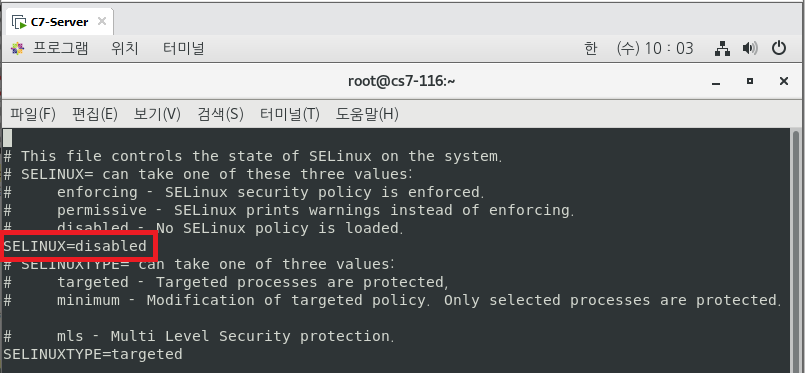 C7-Server ×
프로그램 위치 터미널 한 (수) 10 : 03
root@cs7-116:~
파일(F) 편집(E) 보기(V) 검색(S) 터미널(T) 도움말(H)
# This file controls the state of SELinux on the system.
# SELINUX= can take one of these three values:
#     enforcing - SELinux security policy is enforced.
#     permissive - SELinux prints warnings instead of enforcing.
#     disabled - No SELinux policy is loaded.
SELINUX=disabled
# SELINUXTYPE= can take one of three values:
#     targeted - Targeted processes are protected,
#     minimum - Modification of targeted policy. Only selected processes are protected.
#     mls - Multi Level Security protection.
SELINUXTYPE=targeted